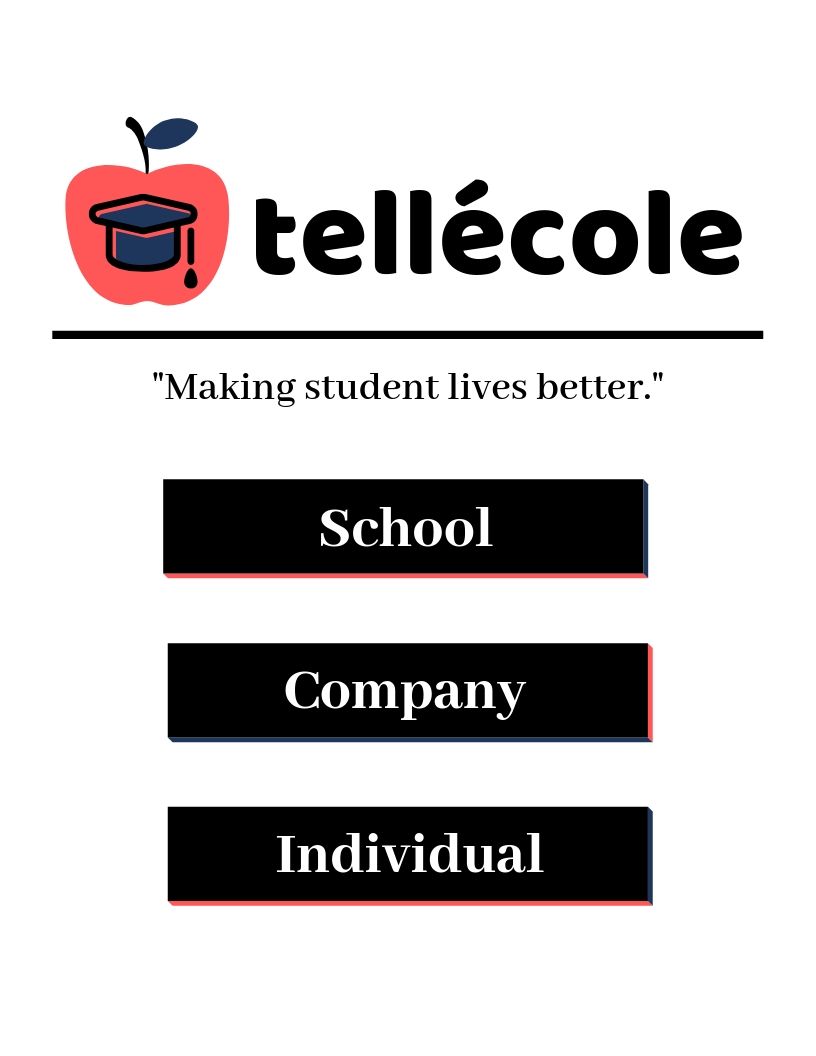 tellécole
"Making student lives better."
School
Company
Individual